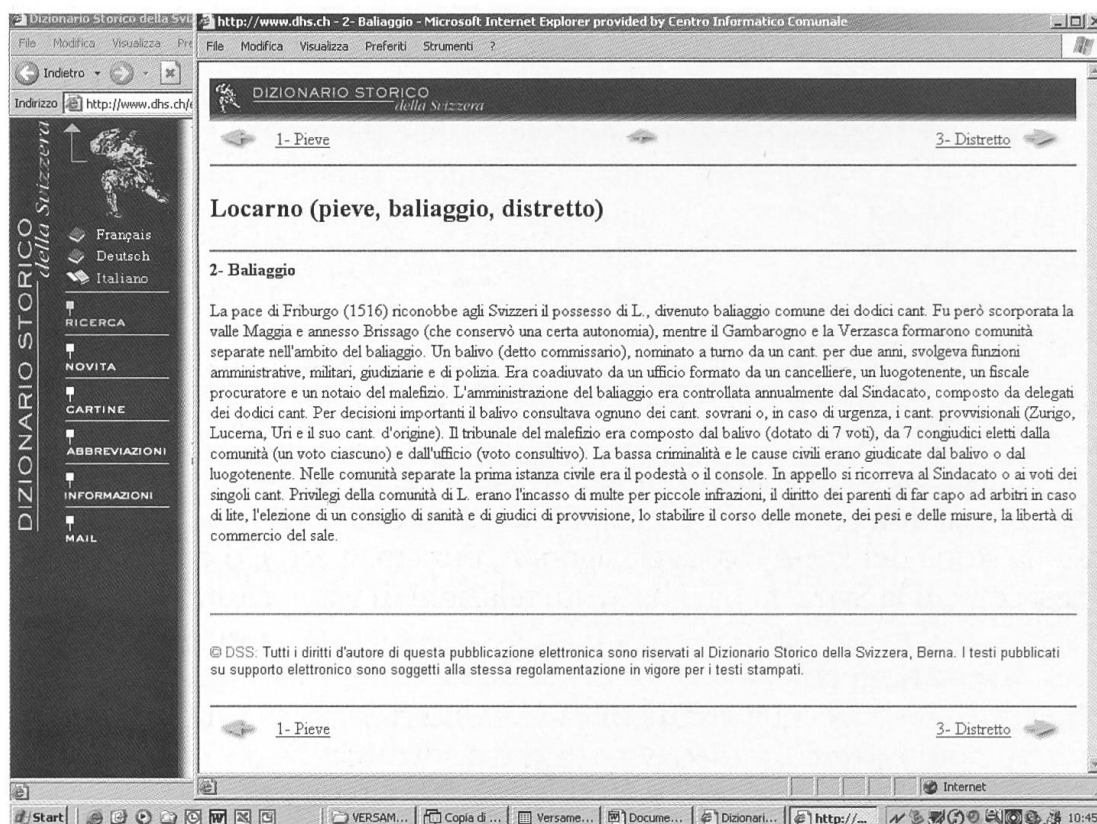 Dizionario Storico della Svi
http://www.dhs.ch - 2- Baliaggio - Microsoft Internet Explorer provided by Centro Informatico Comunale
File Modifica Visualizza Pre
File Modifica Visualizza Preferiti Strumenti ?
Indietro
Indirizzo http://www.dhs.ch/
DIZIONARIO STORICO
della Svizzera
Français
Deutsch
Italiano
RICERCA
NOVITA
CARTINE
ABBREVIAZIONI
INFORMAZIONI
MAIL
DIZIONARIO STORICO
della Svizzera
1- Pieve
3- Distretto
Locarno (pieve, baliaggio, distretto)
2- Baliaggio
La pace di Friburgo (1516) riconobbe agli Svizzeri il possesso di L., divenuto baliaggio comune dei dodici cant. Fu però scorporata la
valle Maggia e annesso Brissago (che conservò una certa autonomia), mentre il Gambarogno e la Verzasca formarono comunità
separate nell'ambito del baliaggio. Un balivo (detto commissario), nominato a turno da un cant. per due anni, svolgeva funzioni
amministrative, militari, giudiziarie e di polizia. Era coadiuvato da un ufficio formato da un cancelliere, un luogotenente, un fiscale
procuratore e un notaio del malefizio. L'amministrazione del baliaggio era controllata annualmente dal Sindacato, composto da delegati
dei dodici cant. Per decisioni importanti il balivo consultava ognuno dei cant. sovrani o, in caso di urgenza, i cant. provvisionali (Zurigo,
Lucerna, Uri e il suo cant. d'origine). Il tribunale del malefizio era composto dal balivo (dotato di 7 voti), da 7 congiudici eletti dalla
comunità (un voto ciascuno) e dall'ufficio (voto consultivo). La bassa criminalità e le cause civili erano giudicate dal balivo o dal
luogotenente. Nelle comunità separate la prima istanza civile era il podestà o il console. In appello si ricorreva al Sindacato o ai voti dei
singoli cant. Privilegi della comunità di L. erano l'incasso di multe per piccole infrazioni, il diritto dei parenti di far capo ad arbitri in caso
di lite, l'elezione di un consiglio di sanità e di giudici di provvisione, lo stabilire il corso delle monete, dei pesi e delle misure, la libertà di
commercio del sale.
© DSS: Tutti i diritti d'autore di questa pubblicazione elettronica sono riservati al Dizionario Storico della Svizzera, Berna. I testi pubblicati
su supporto elettronico sono soggetti alla stessa regolamentazione in vigore per i testi stampati.
1- Pieve
3- Distretto
Internet
Start VERSAM... Copia di ... Versame... Docume... Dizionari... http://... 10:45